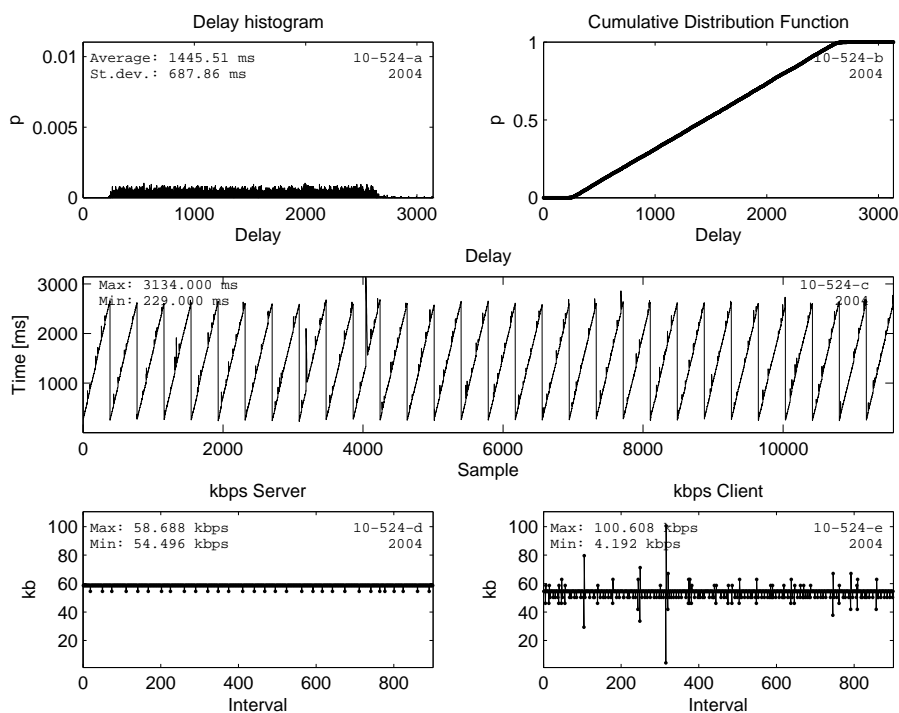 Delay histogram
0.01
0.005
0
p
Average: 1445.51 ms
St.dev.: 687.86 ms
10-524-a
2004
0 1000 2000 3000
Delay
Cumulative Distribution Function
1
0.5
0
p
10-524-b
2004
0 1000 2000 3000
Delay
Delay
3000
2000
1000
Time [ms]
Max: 3134.000 ms
Min: 229.000 ms
10-524-c
2004
0 2000 4000 6000 8000 10000
Sample
kbps Server
100
80
60
40
20
kb
Max: 58.688 kbps
Min: 54.496 kbps
10-524-d
2004
0 200 400 600 800
Interval
kbps Client
100
80
60
40
20
kb
Max: 100.608 kbps
Min: 4.192 kbps
10-524-e
2004
0 200 400 600 800
Interval